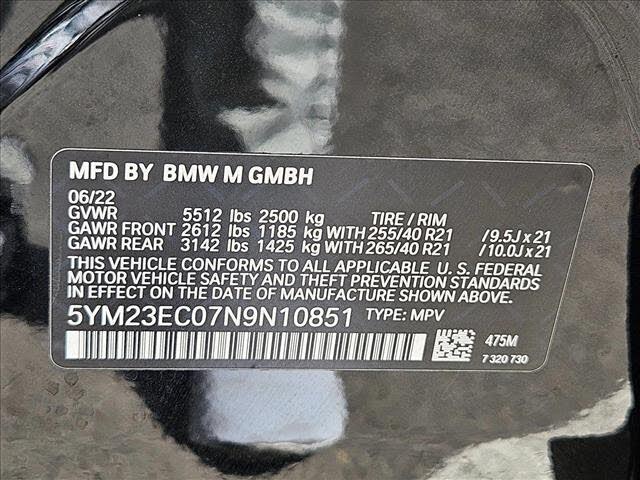 MFD BY BMW M GMBH
06/22
GVWR 5512 lbs 2500 kg TIRE / RIM
GAWR FRONT 2612 lbs 1185 kg WITH 255/40 R21 /9.5J x 21
GAWR REAR 3142 lbs 1425 kg WITH 265/40 R21 /10.0J x 21
THIS VEHICLE CONFORMS TO ALL APPLICABLE U. S. FEDERAL
MOTOR VEHICLE SAFETY AND THEFT PREVENTION STANDARDS
IN EFFECT ON THE DATE OF MANUFACTURE SHOWN ABOVE.
5YM23EC07N9N10851 TYPE: MPV
475M
7 320 730